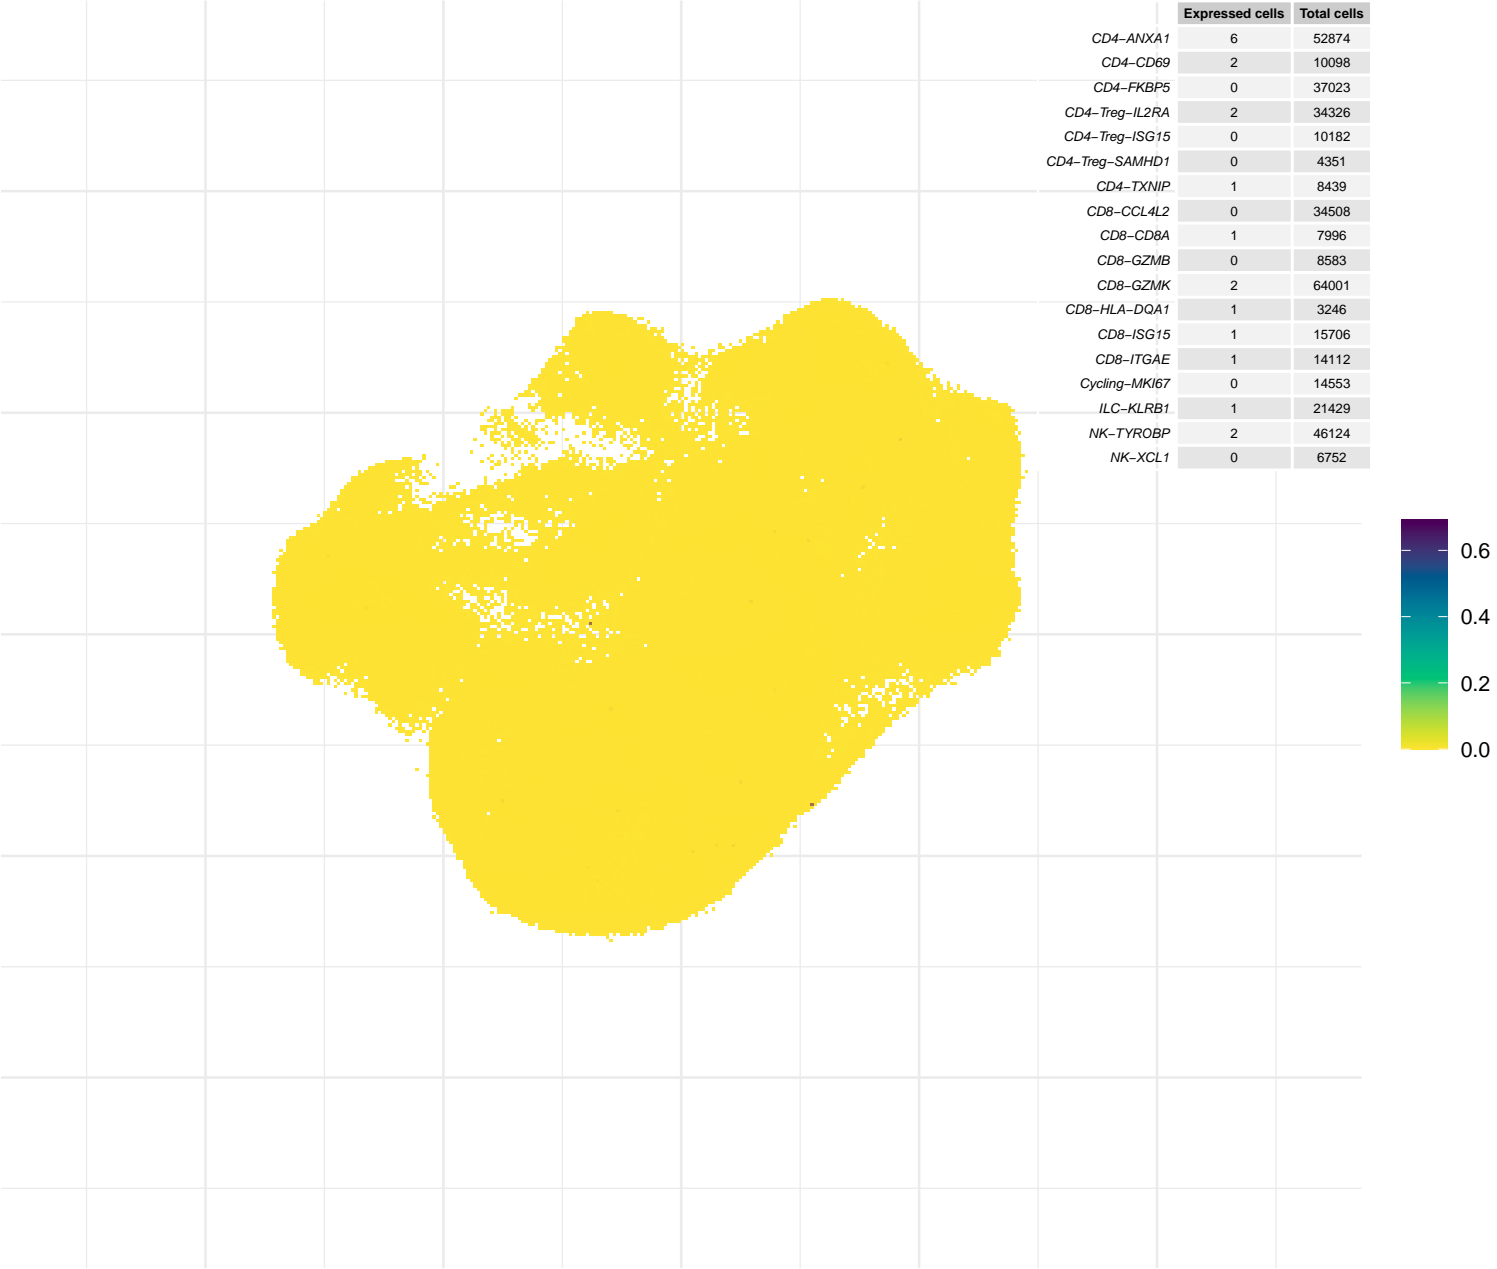 Expressed cells Total cells
CD4−ANXA1 6 52874
CD4−CD69 2 10098
CD4−FKBP5 0 37023
CD4−Treg−IL2RA 2 34326
CD4−Treg−ISG15 0 10182
CD4−Treg−SAMHD1 0 4351
CD4−TXNIP 1 8439
CD8−CCL4L2 0 34508
CD8−CD8A 1 7996
CD8−GZMB 0 8583
CD8−GZMK 2 64001
CD8−HLA−DQA1 1 3246
CD8−ISG15 1 15706
CD8−ITGAE 1 14112
Cycling−MKI67 0 14553
ILC−KLRB1 1 21429
NK−TYROBP 2 46124
NK−XCL1 0 6752
0.6
0.4
0.2
0.0